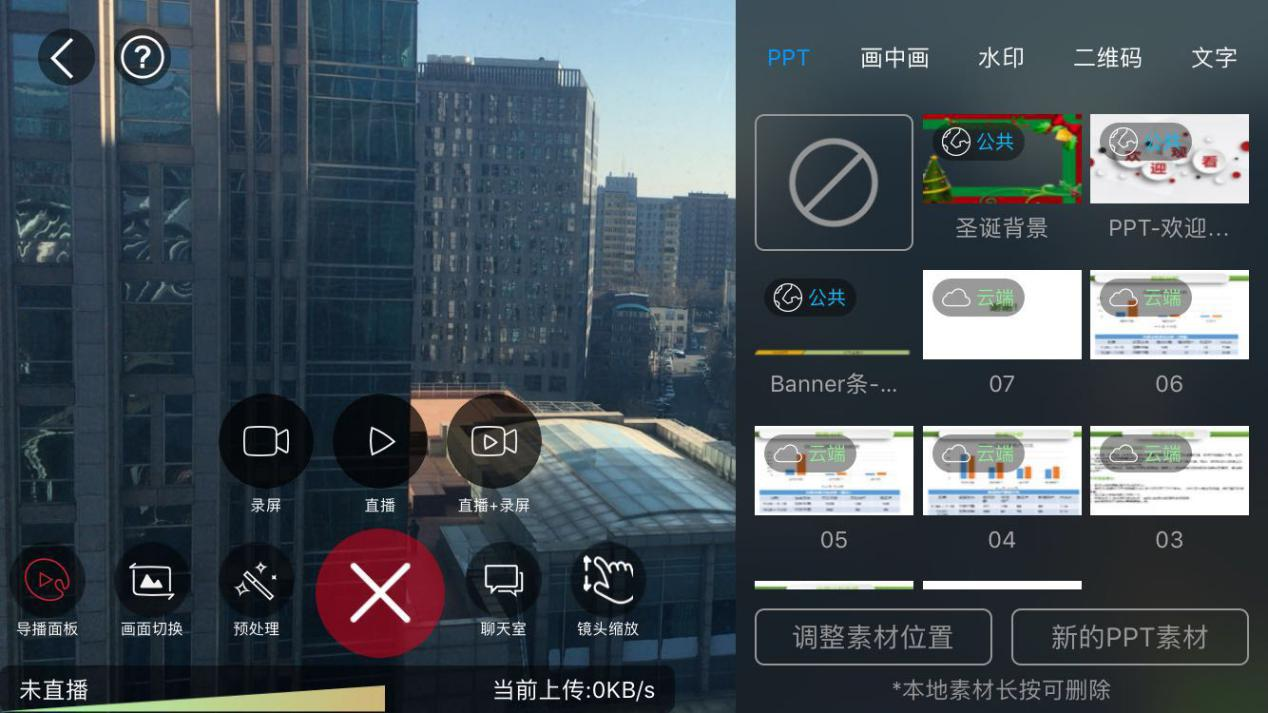 ?
录屏
直播
直播+录屏
导播面板
画面切换
预处理
聊天室
镜头缩放
未直播
当前上传:0KB/s
PPT
画中画
水印
二维码
文字
公共
圣诞背景
公共
欢迎观看
PPT-欢迎...
公共
Banner条-...
云端
07
云端
06
云端
05
云端
04
云端
03
调整素材位置
新的PPT素材
*本地素材长按可删除